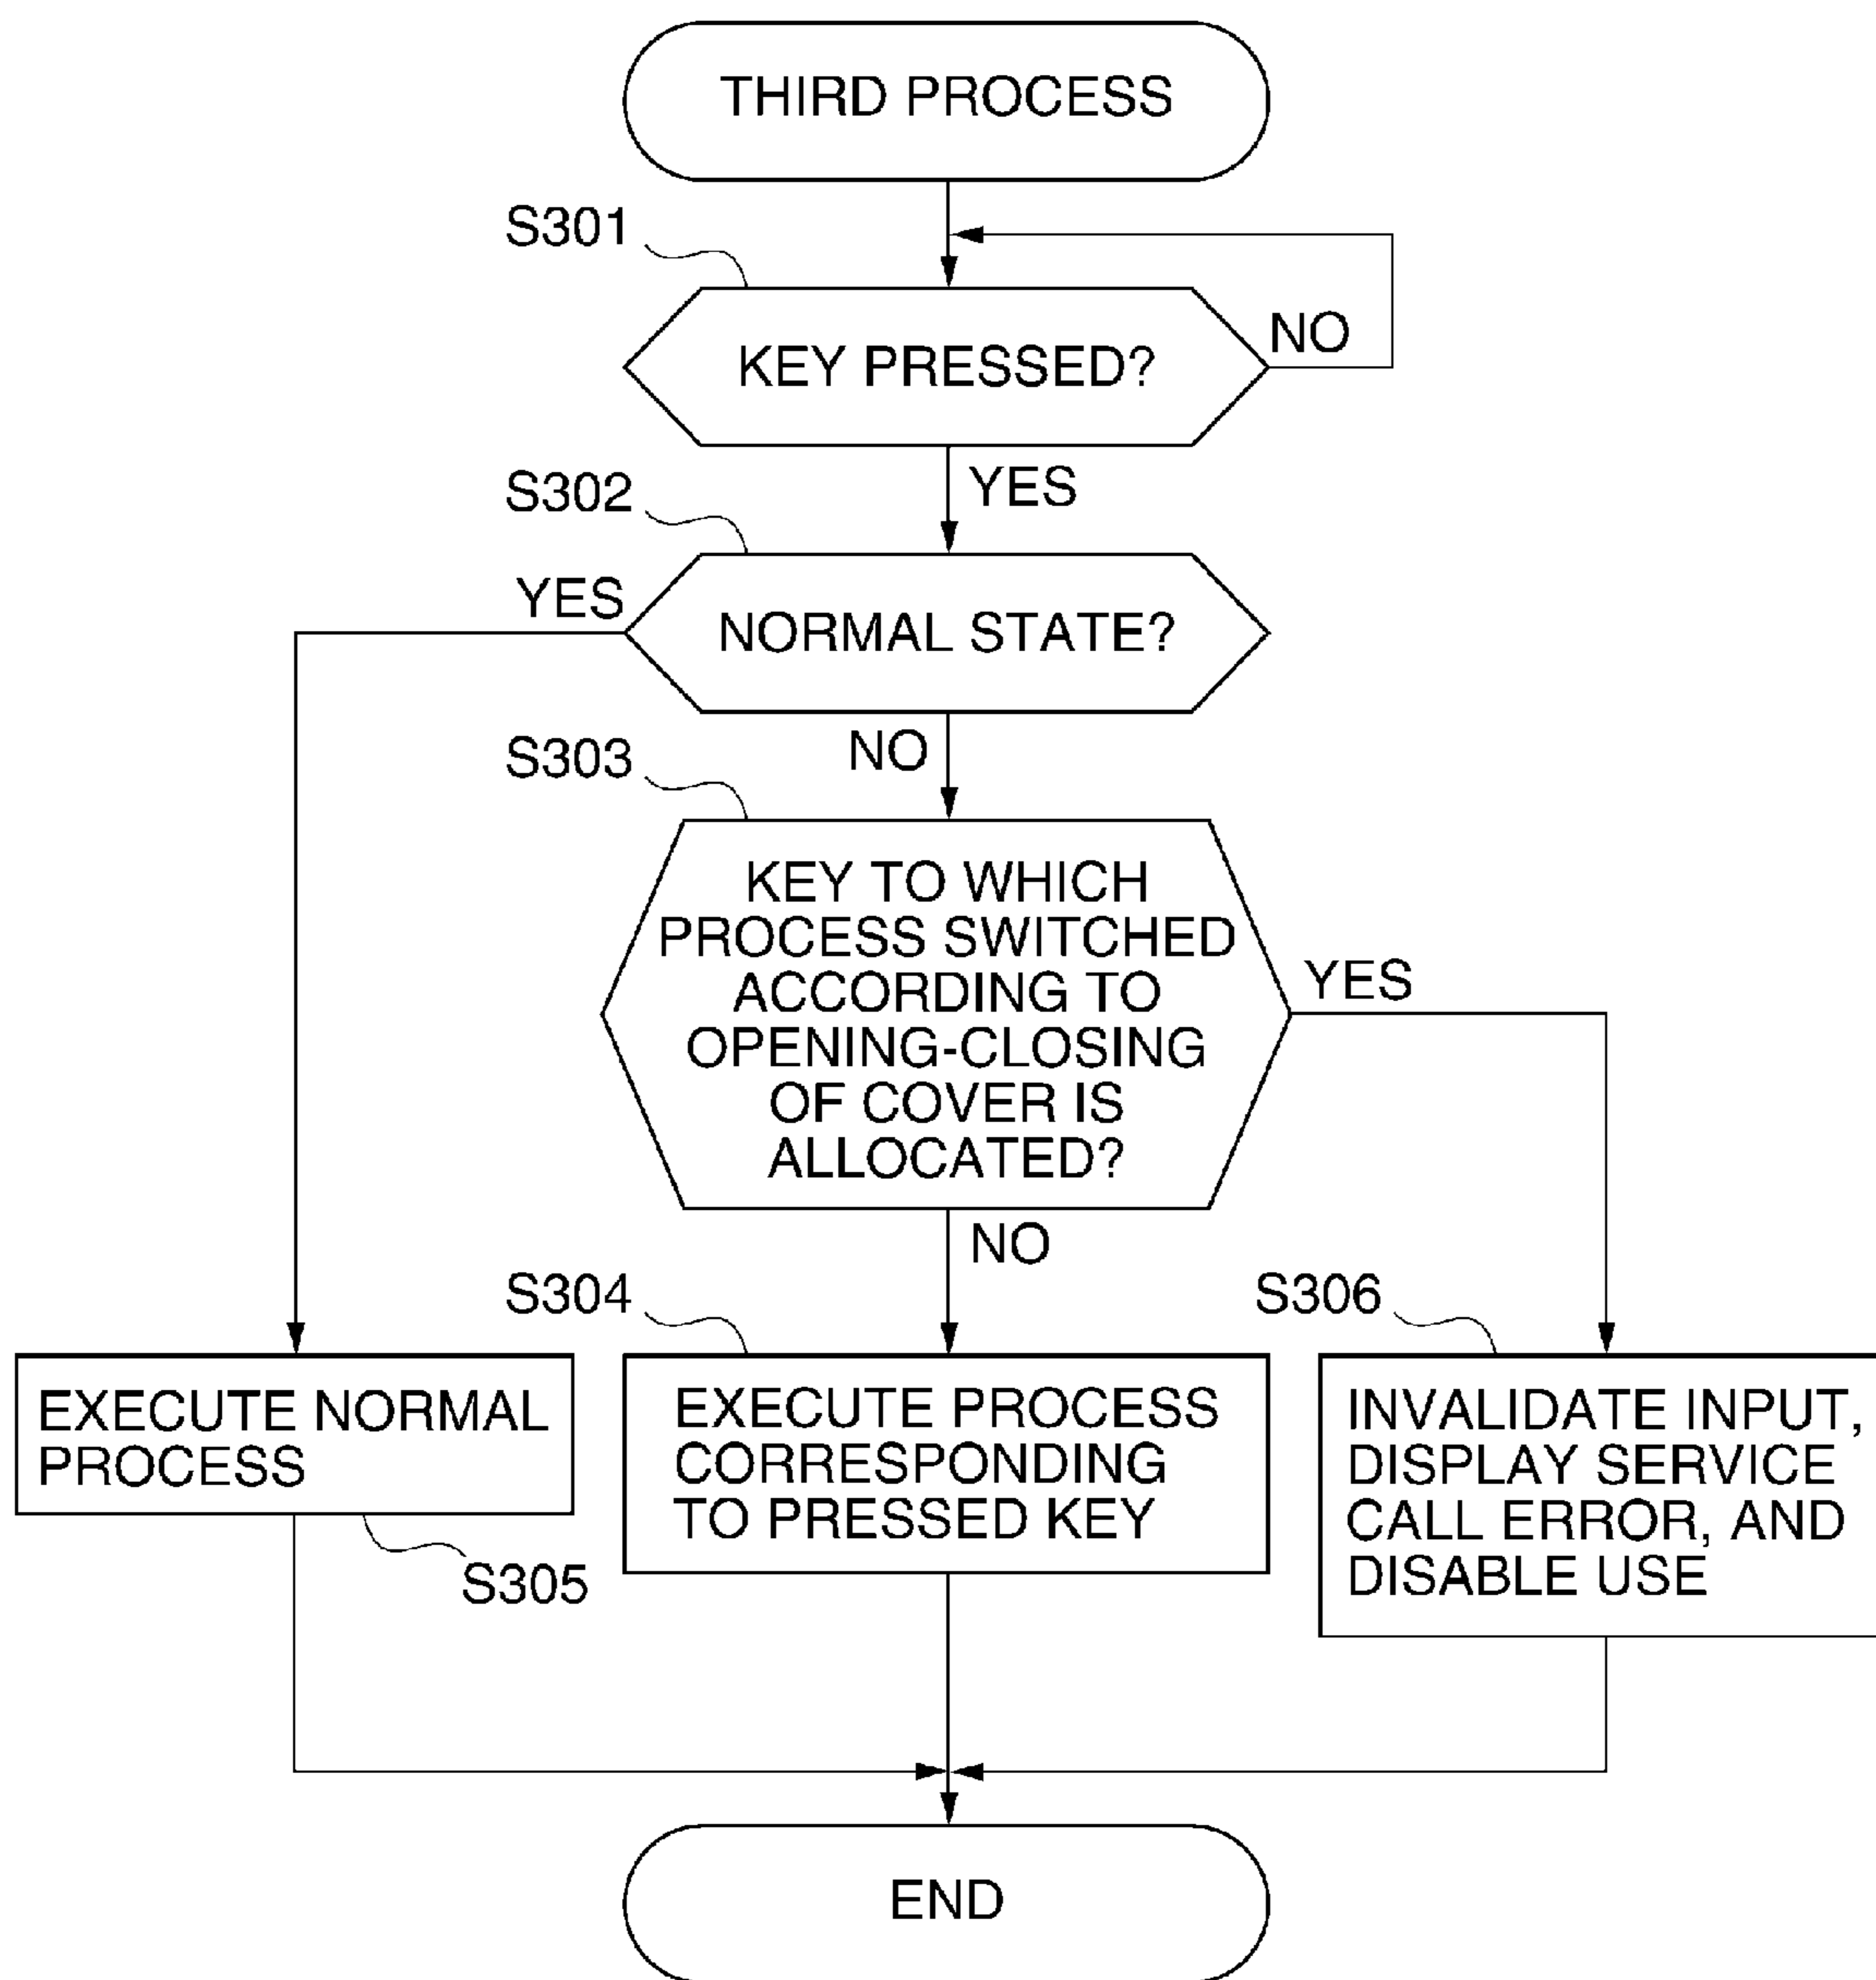 THIRD PROCESS
S301
KEY PRESSED?
NO
YES
S302
YES
NORMAL STATE?
NO
S303
KEY TO WHICH
PROCESS SWITCHED
ACCORDING TO
OPENING-CLOSING
OF COVER IS
ALLOCATED?
YES
NO
S304
S306
EXECUTE NORMAL
PROCESS
S305
EXECUTE PROCESS
CORRESPONDING
TO PRESSED KEY
INVALIDATE INPUT,
DISPLAY SERVICE
CALL ERROR, AND
DISABLE USE
END